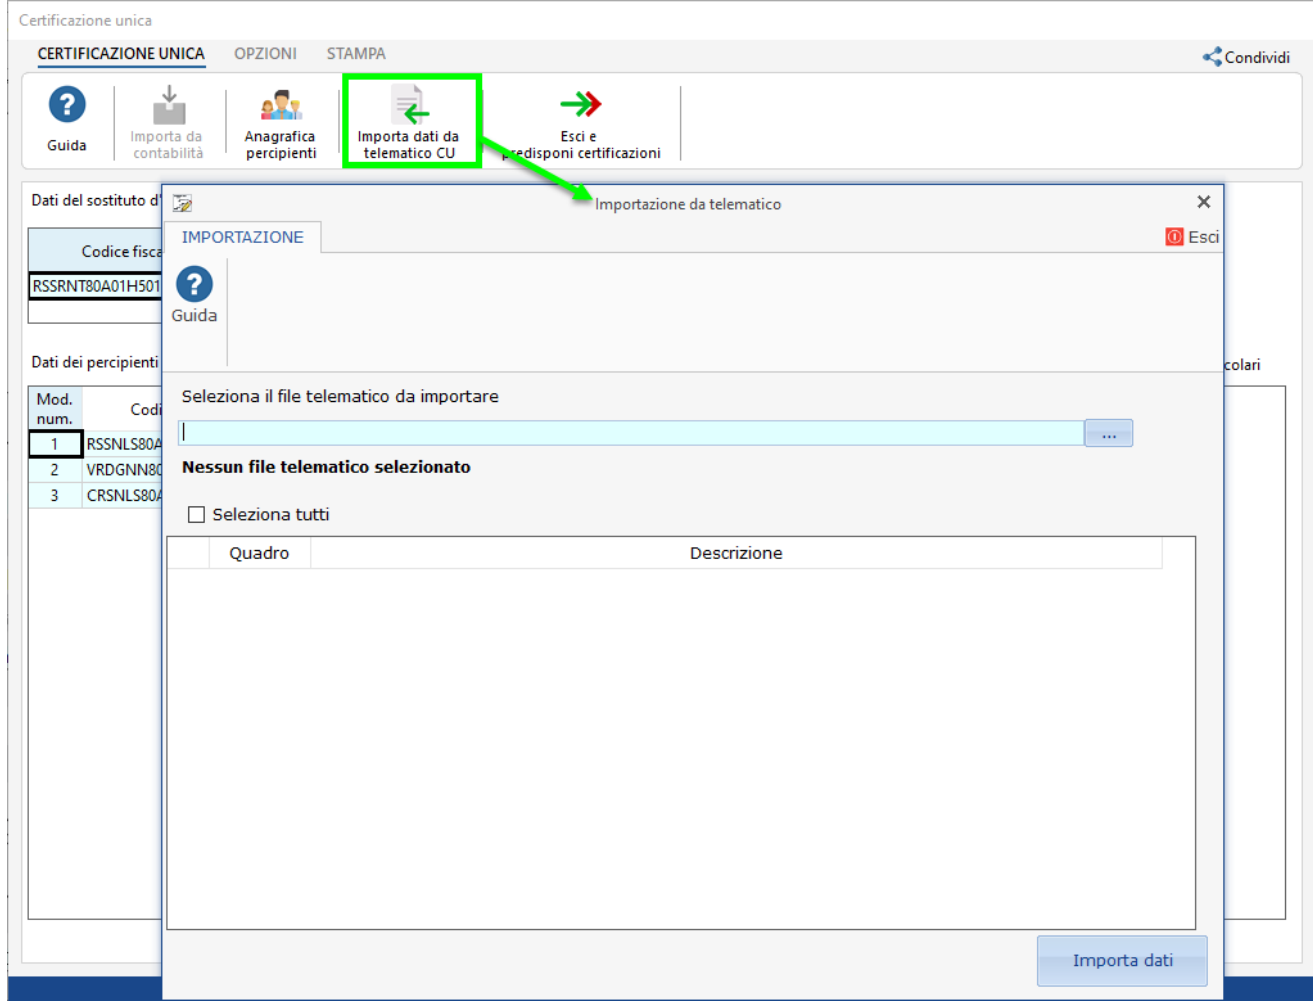 Certificazione unica
CERTIFICAZIONE UNICA OPZIONI STAMPA Condividi
Guida
Importa da
contabilità
Anagrafica
percipienti
Importa dati da
telematico CU
Esci e
predisponi certificazioni
Dati del sostituto d'
Importazione da telematico
IMPORTAZIONE
Esci
Codice fisca
RSSRNT80A01H501
Guida
Dati dei percipienti
colari
Mod.
num.
Codi
1 RSSNLS80A
2 VRDGNN80
3 CRSNLS80A
Seleziona il file telematico da importare
...
Nessun file telematico selezionato
Seleziona tutti
Quadro Descrizione
Importa dati